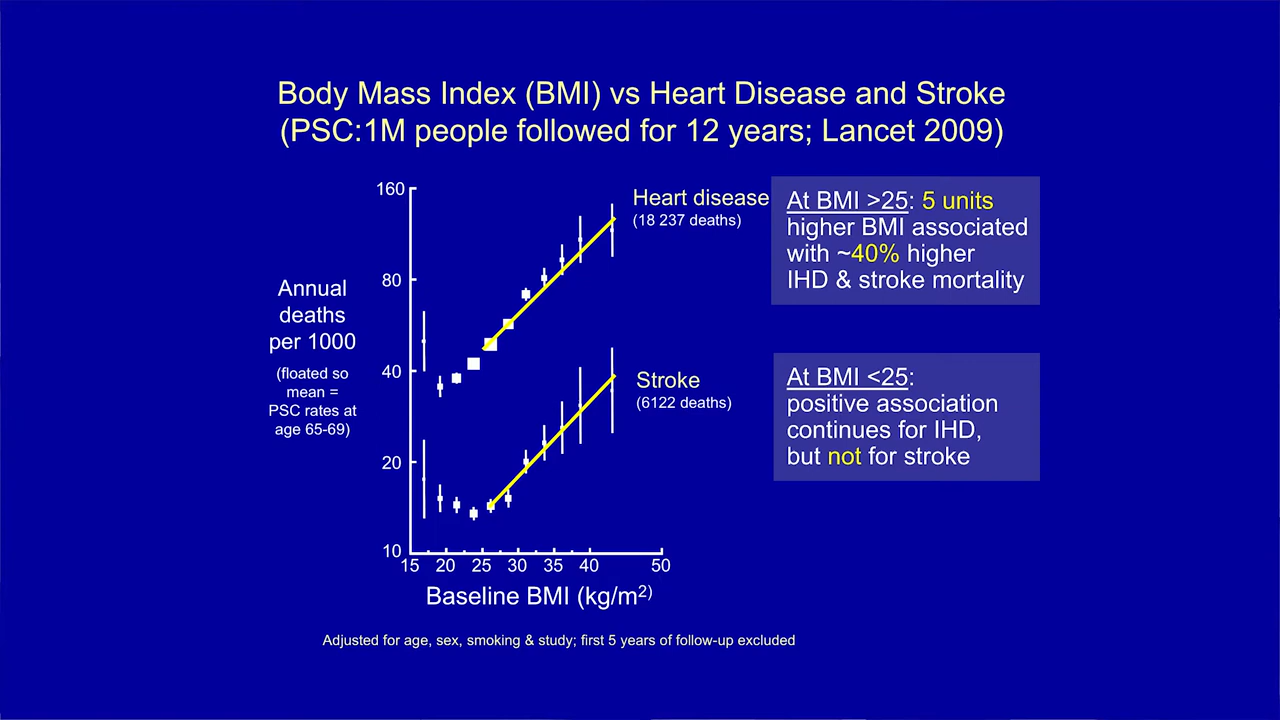 Body Mass Index (BMI) vs Heart Disease and Stroke
(PSC:1M people followed for 12 years; Lancet 2009)
160
80
40
20
10
Annual
deaths
per 1000
(floated so
mean =
PSC rates at
age 65-69)
Heart disease
(18 237 deaths)
Stroke
(6122 deaths)
15 20 25 30 35 40 50
Baseline BMI (kg/m²)
At BMI >25: 5 units
higher BMI associated
with ~40% higher
IHD & stroke mortality
At BMI <25:
positive association
continues for IHD,
but not for stroke
Adjusted for age, sex, smoking & study; first 5 years of follow-up excluded